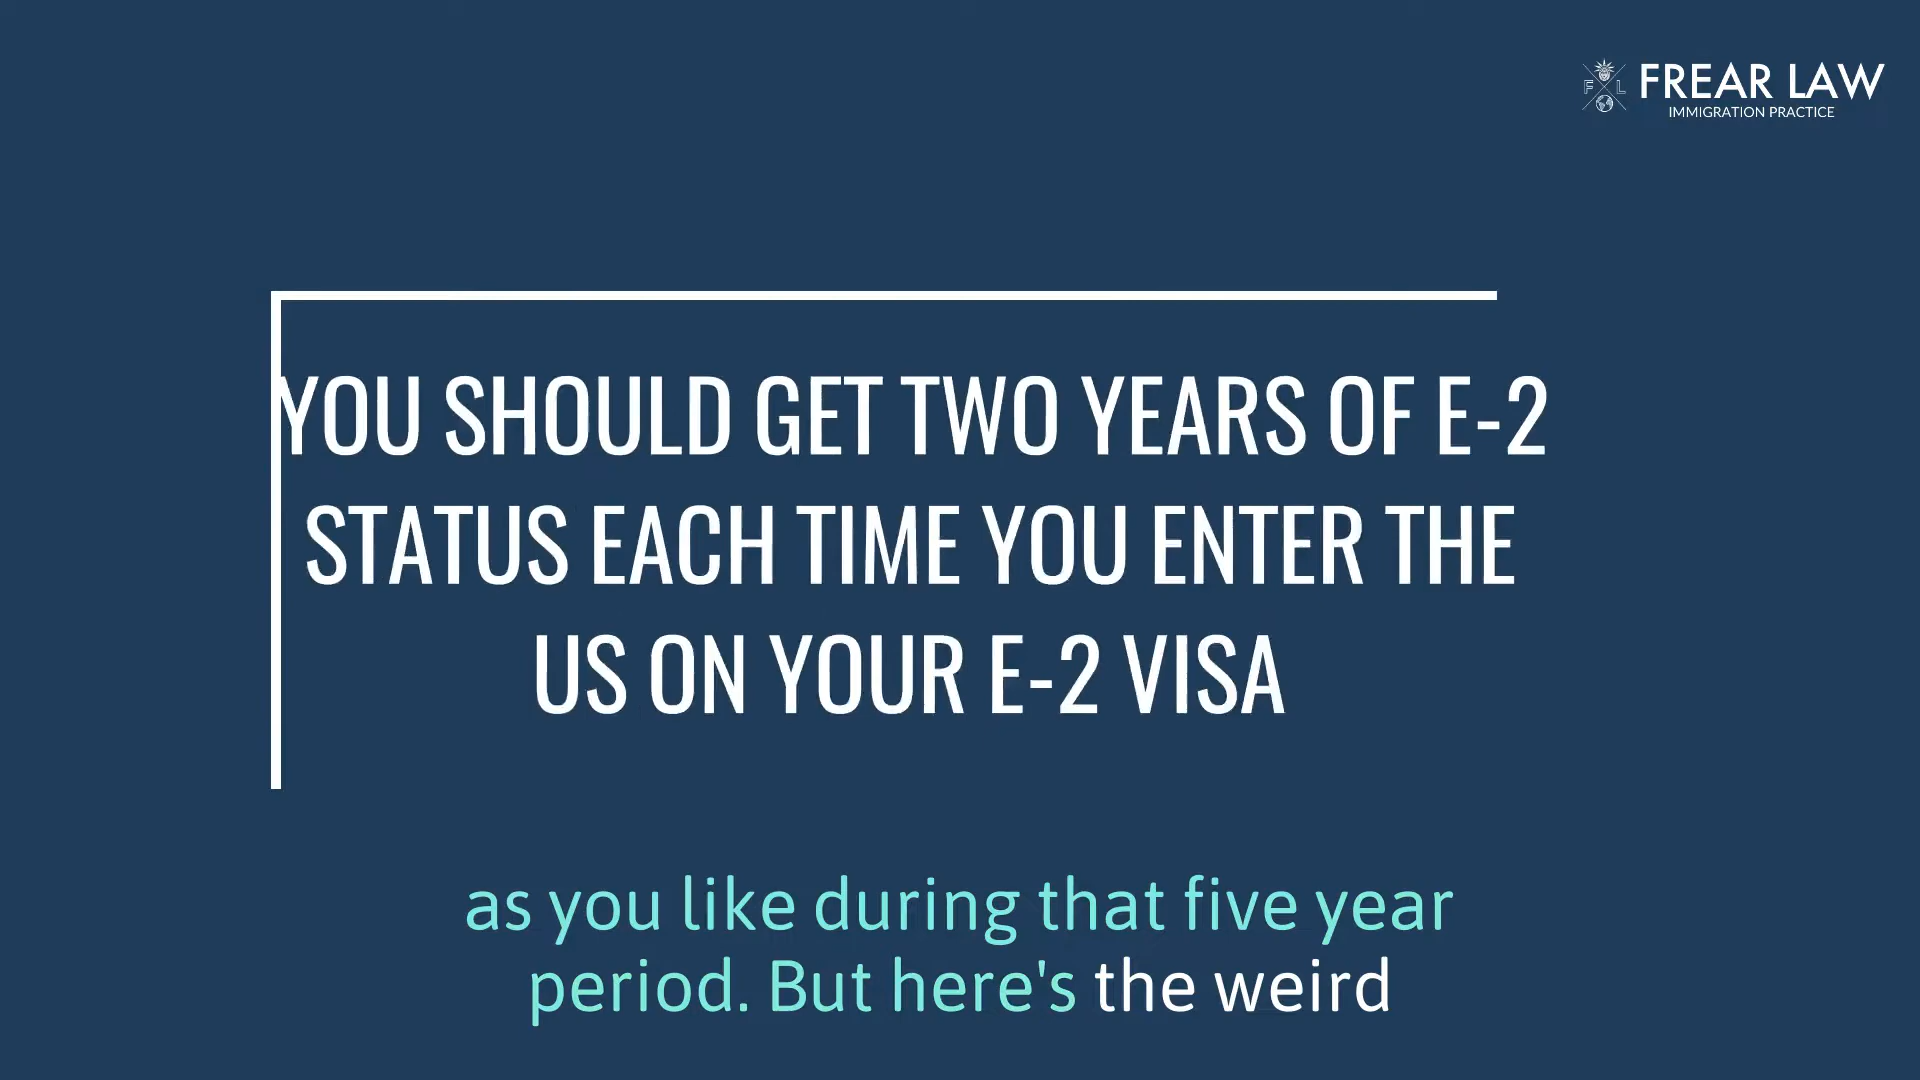 F L
FREAR LAW
IMMIGRATION PRACTICE
YOU SHOULD GET TWO YEARS OF E-2
STATUS EACH TIME YOU ENTER THE
US ON YOUR E-2 VISA
as you like during that five year
period. But here's the weird